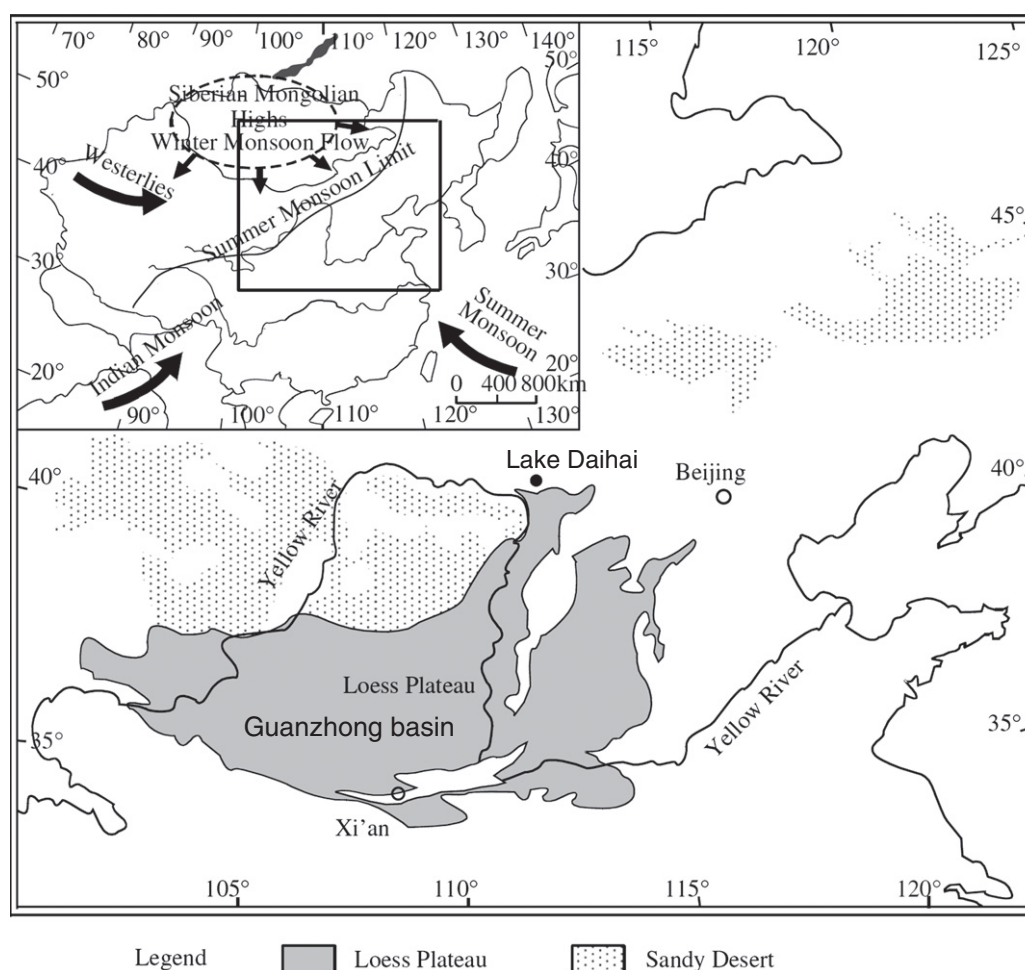 70° 80° 90° 100° 110° 120° 130° 140°
115° 120° 125°
50° 50°
Siberian Mongolian
Highs
Winter Monsoon Flow
40° 40°
Westerlies
Summer Monsoon Limit
45°
30° 30°
Indian Monsoon
Summer
Monsoon
20° 20°
0 400 800km
90° 100° 110° 120° 130°
40° Lake Daihai Beijing 40°
Yellow River
Loess Plateau
Guanzhong basin
Yellow River
35° 35°
Xi'an
105° 110° 115° 120°
Legend Loess Plateau Sandy Desert